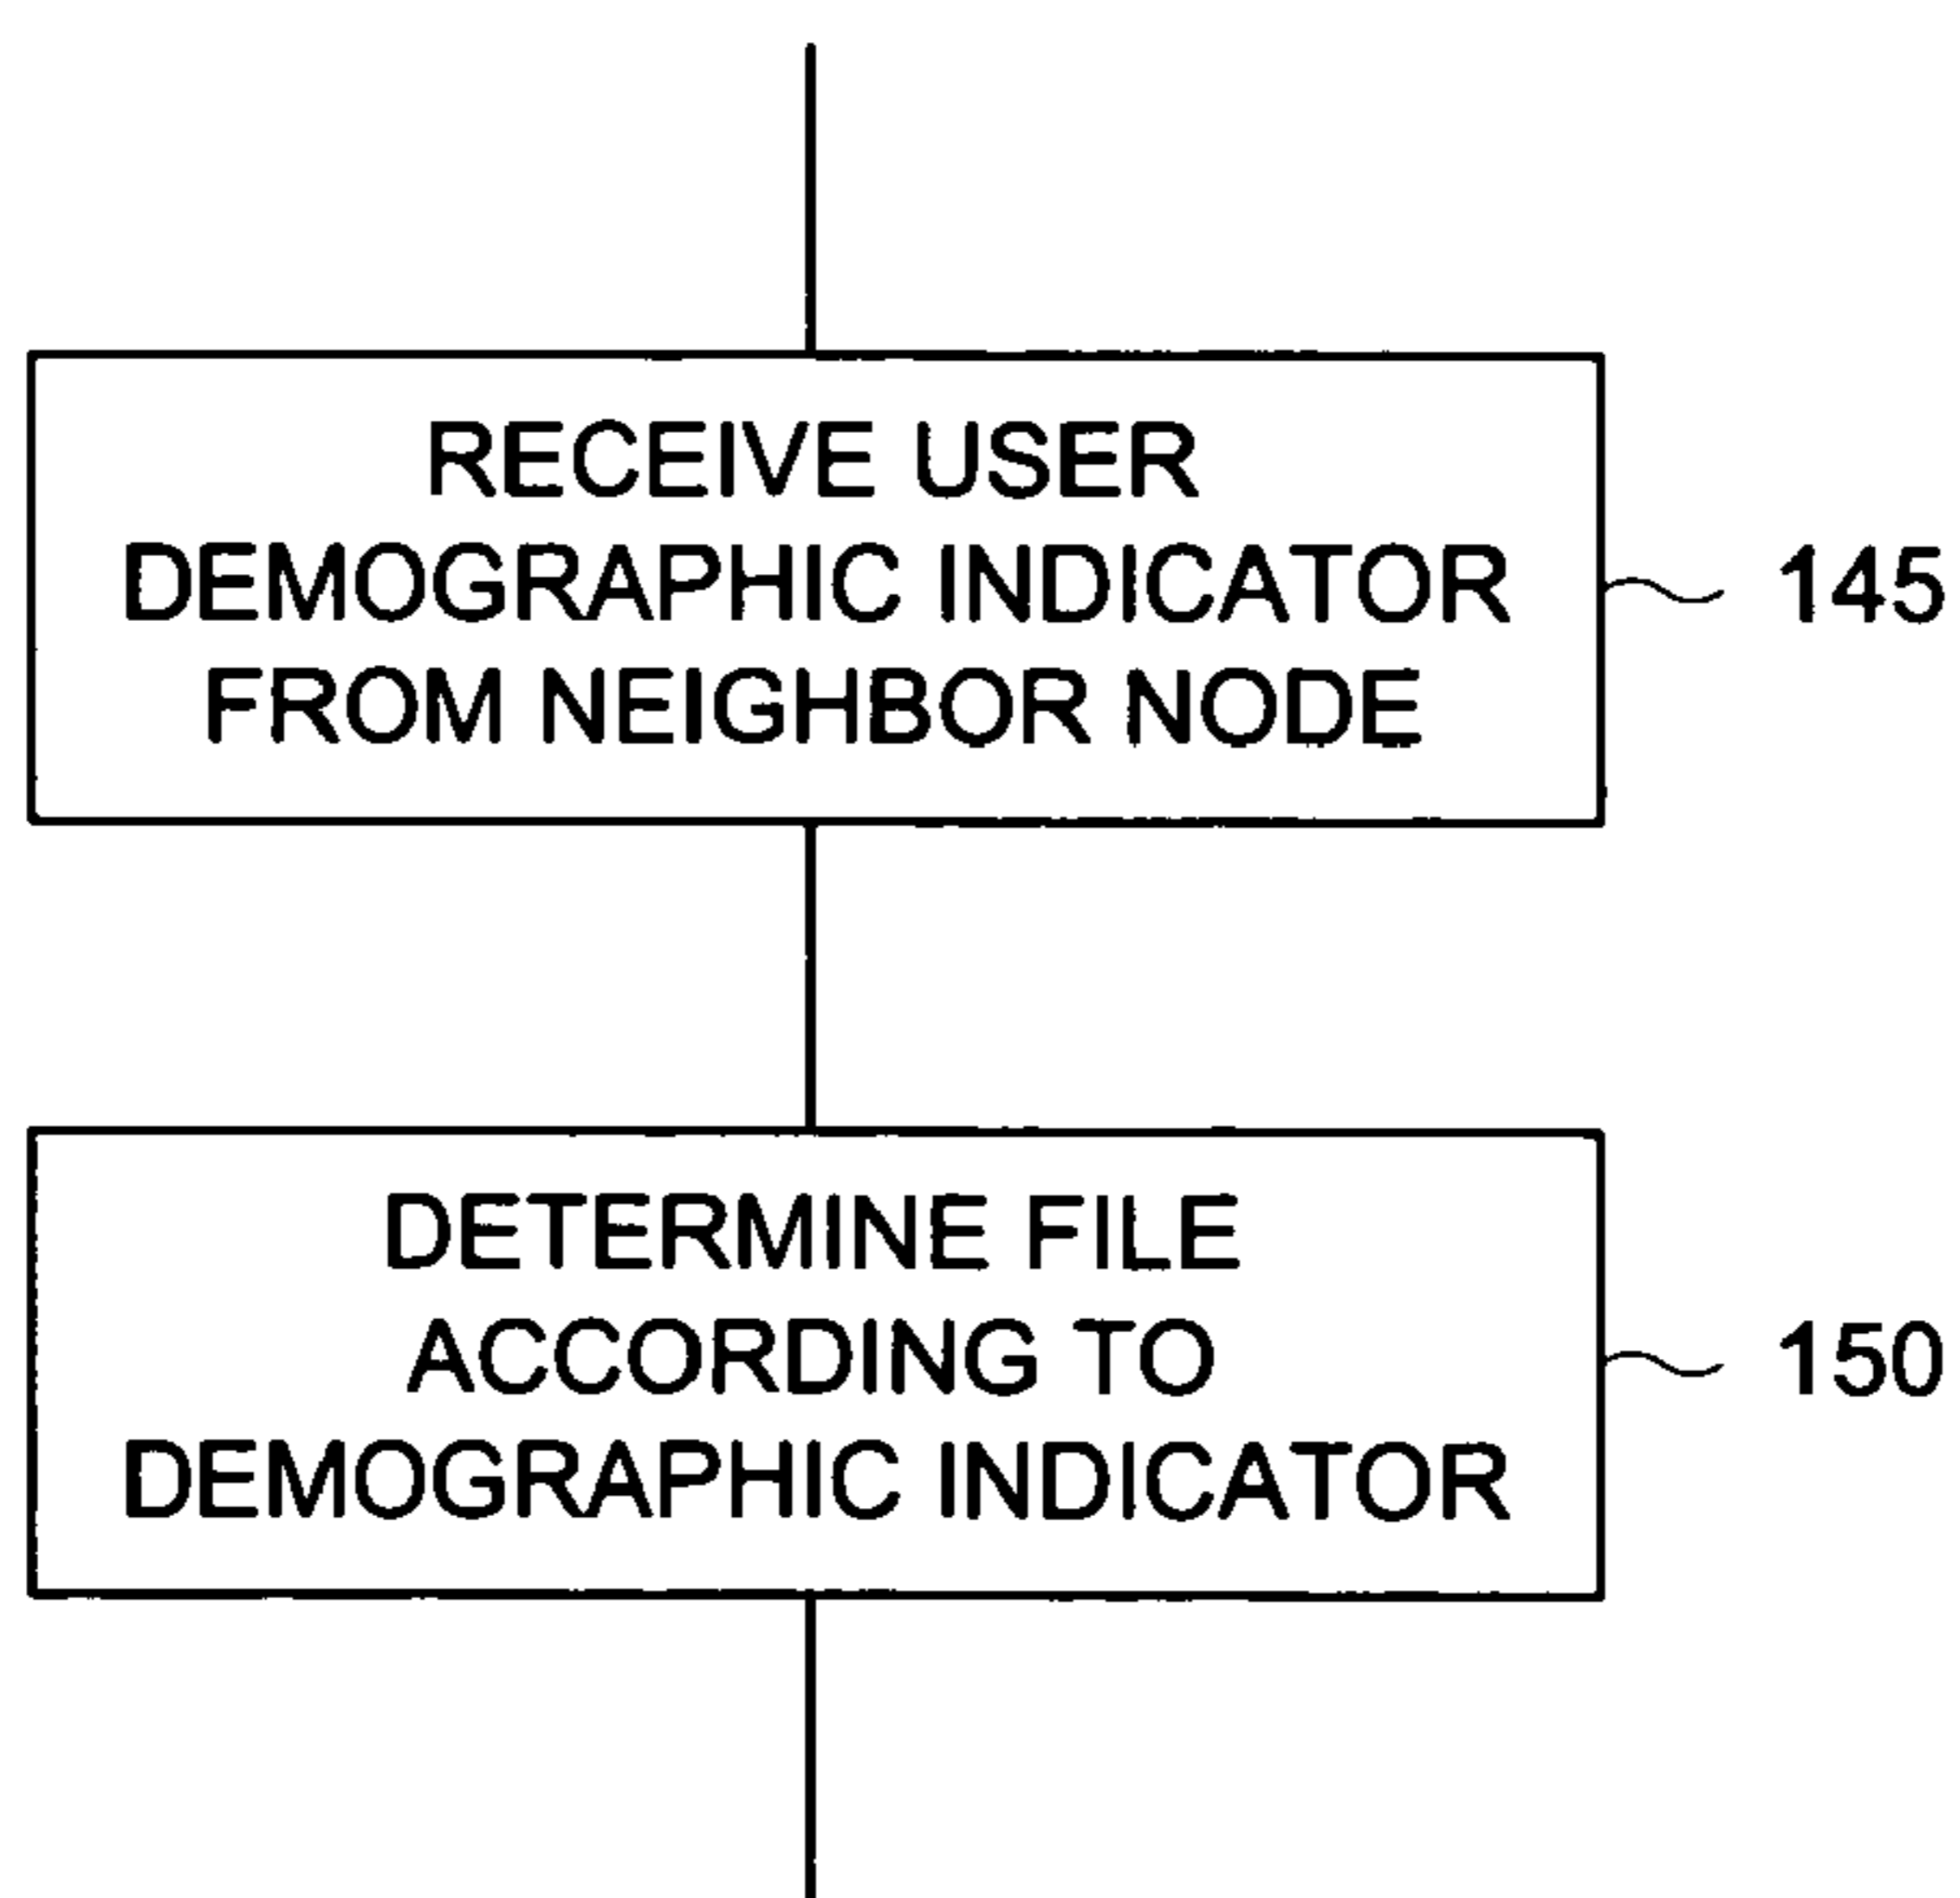 RECEIVE USER
DEMOGRAPHIC INDICATOR
FROM NEIGHBOR NODE
145
DETERMINE FILE
ACCORDING TO
DEMOGRAPHIC INDICATOR
150